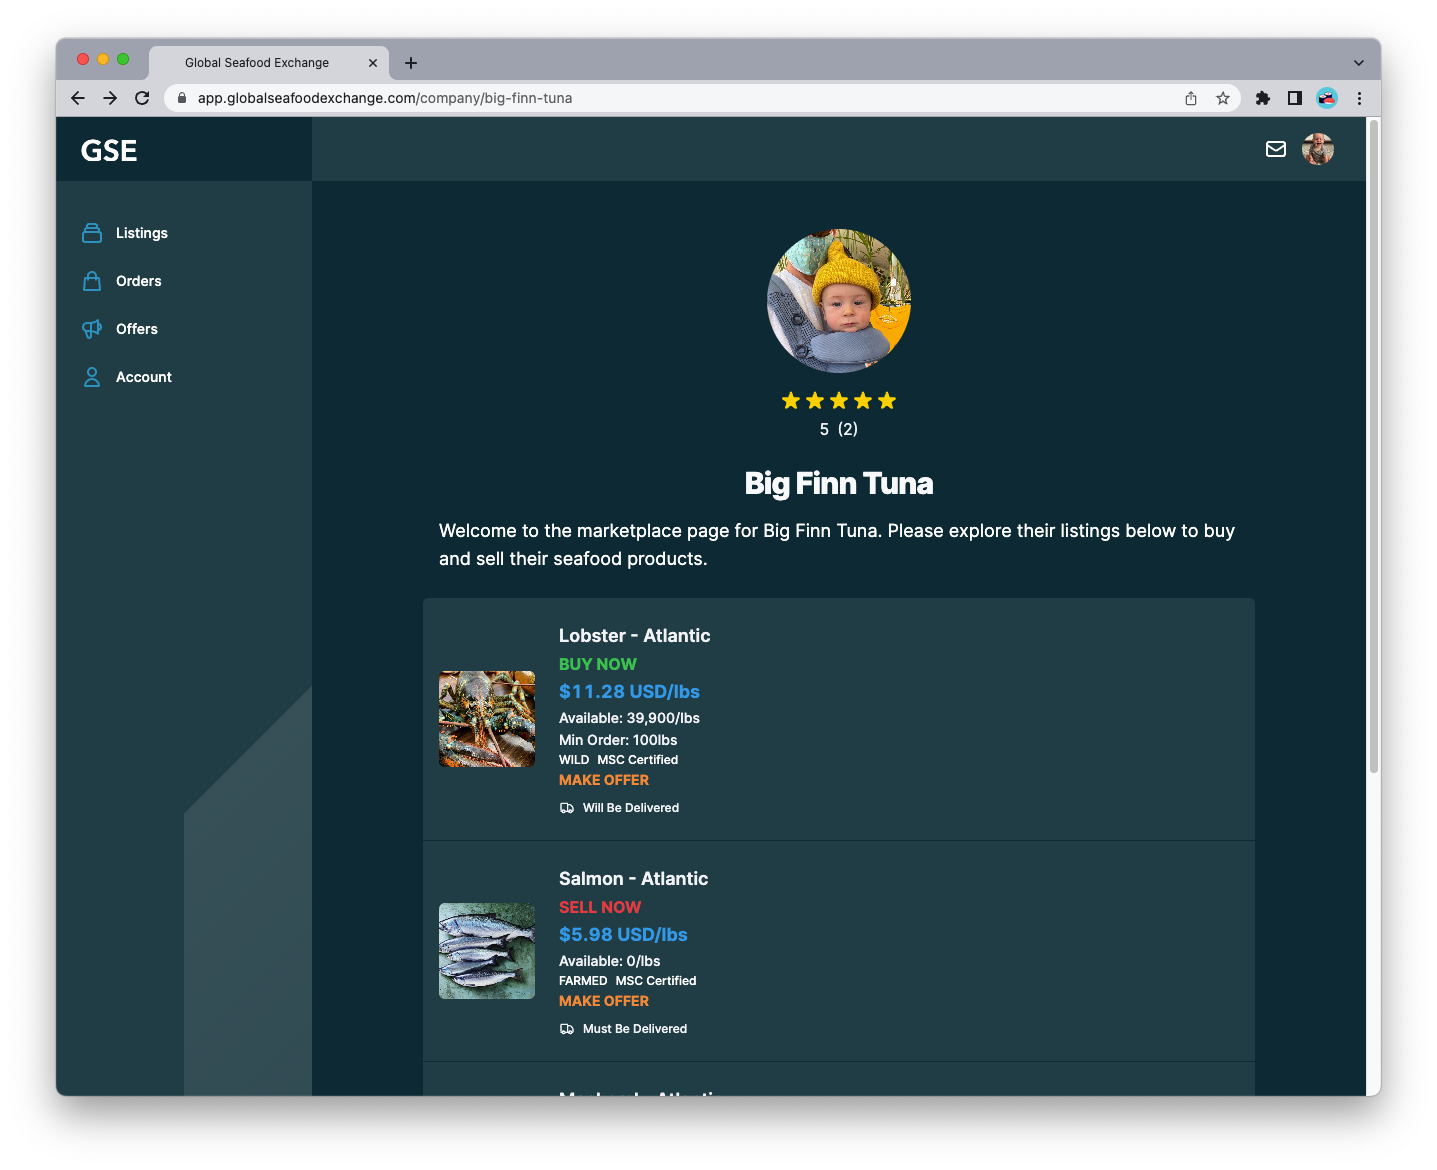 Global Seafood Exchange
app.globalseafoodexchange.com/company/big-finn-tuna
GSE
Listings
Orders
Offers
Account
5 (2)
Big Finn Tuna
Welcome to the marketplace page for Big Finn Tuna. Please explore their listings below to buy
and sell their seafood products.
Lobster - Atlantic
BUY NOW
$11.28 USD/lbs
Available: 39,900/lbs
Min Order: 100lbs
WILD MSC Certified
MAKE OFFER
Will Be Delivered
Salmon - Atlantic
SELL NOW
$5.98 USD/lbs
Available: 0/lbs
FARMED MSC Certified
MAKE OFFER
Must Be Delivered